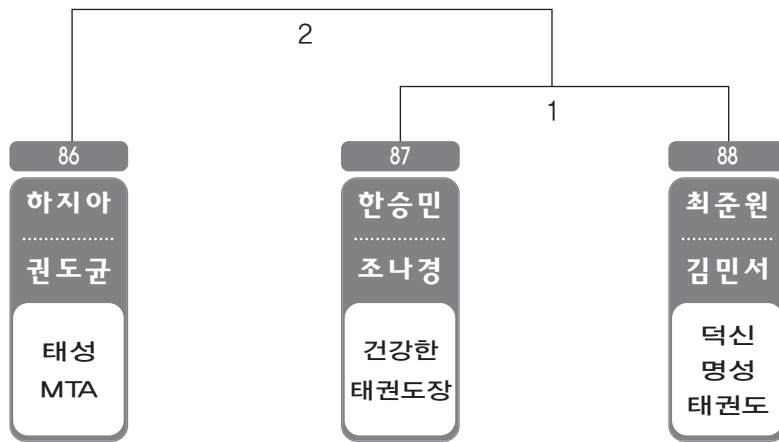 2
1
86
87
88
하지아
권도균
태성
MTA
한승민
조나경
건강한
태권도장
최준원
김민서
덕신
명성
태권도